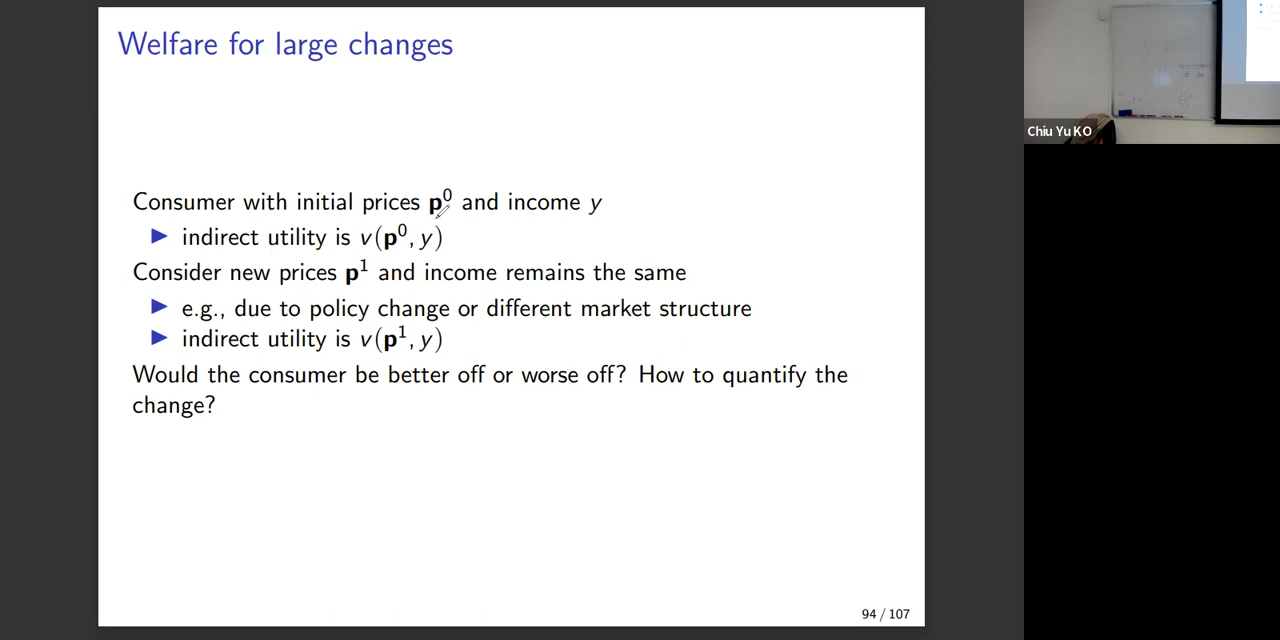 Welfare for large changes
Consumer with initial prices p⁰ and income y
▶ indirect utility is v(p⁰, y)
Consider new prices p¹ and income remains the same
▶ e.g., due to policy change or different market structure
▶ indirect utility is v(p¹, y)
Would the consumer be better off or worse off? How to quantify the
change?
94 / 107
Chiu Yu KO